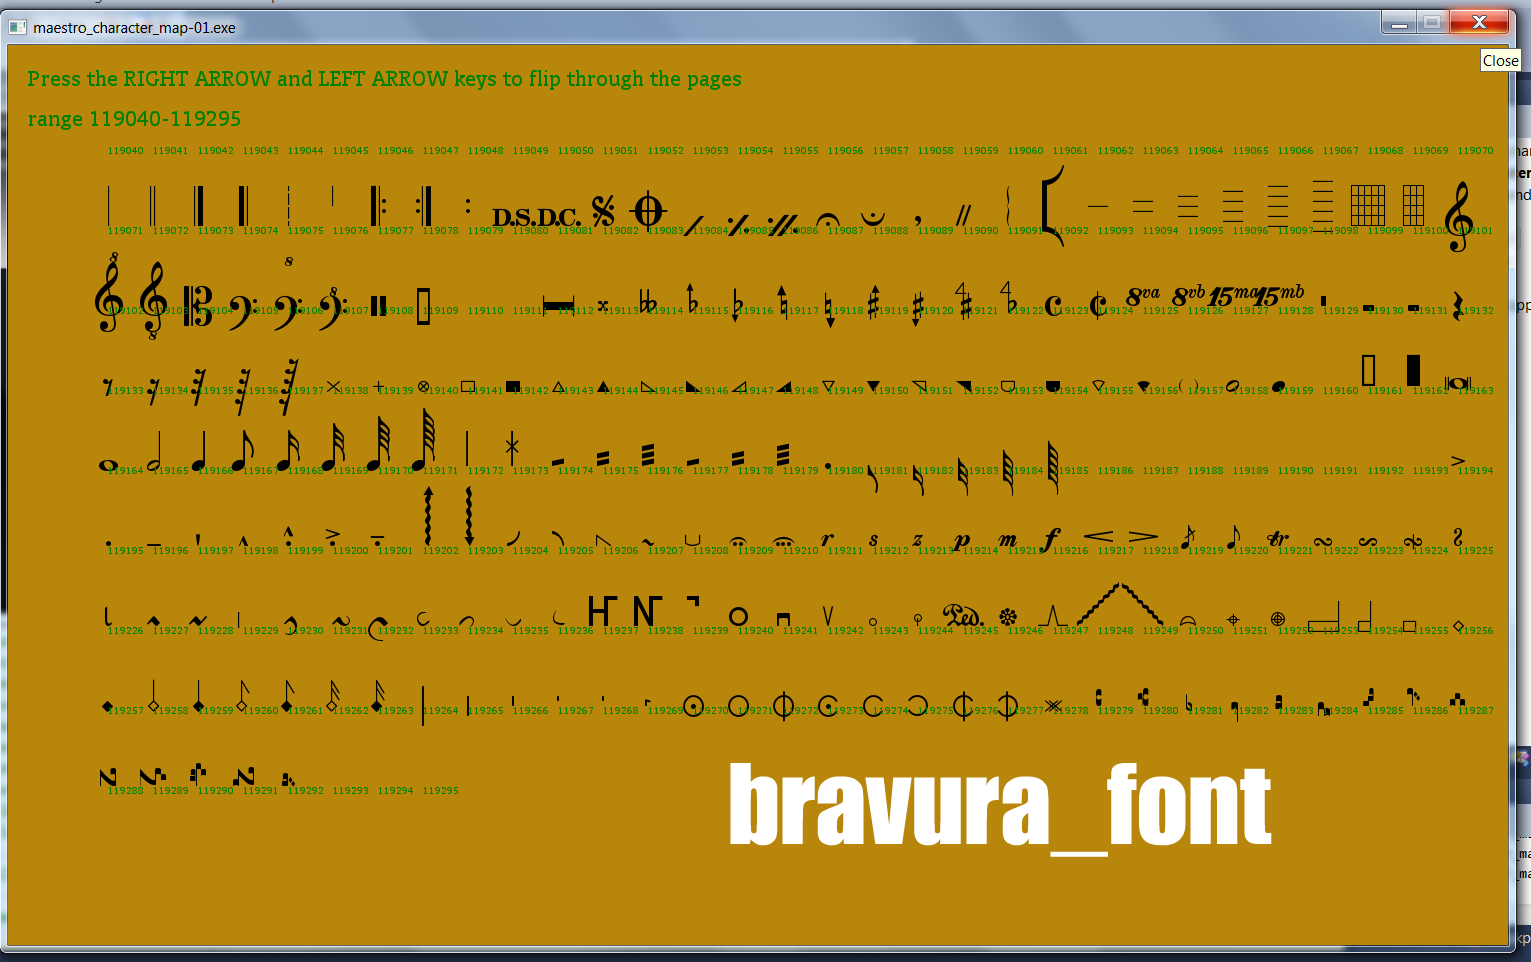 maestro_character_map-01.exe
Close
Press the RIGHT ARROW and LEFT ARROW keys to flip through the pages
range 119040-119295
119040 119041 119042 119043 119044 119045 119046 119047 119048 119049 119050 119051 119052 119053 119054 119055 119056 119057 119058 119059 119060 119061 119062 119063 119064 119065 119066 119067 119068 119069 119070
D.S. D.C.
119071 119072 119073 119074 119075 119076 119077 119078 119079 119080 119081 119082 119083 119084 119085 119086 119087 119088 119089 119090 119091 119092 119093 119094 119095 119096 119097 119098 119099 119100 119101
8va 8vb 15ma 15mb
119102 119103 119104 119105 119106 119107 119108 119109 119110 119111 119112 119113 119114 119115 119116 119117 119118 119119 119120 119121 119122 119123 119124 119125 119126 119127 119128 119129 119130 119131 119132
119133 119134 119135 119136 119137 119138 119139 119140 119141 119142 119143 119144 119145 119146 119147 119148 119149 119150 119151 119152 119153 119154 119155 119156 119157 119158 119159 119160 119161 119162 119163
119164 119165 119166 119167 119168 119169 119170 119171 119172 119173 119174 119175 119176 119177 119178 119179 119180 119181 119182 119183 119184 119185 119186 119187 119188 119189 119190 119191 119192 119193 119194
r s z p m f tr
119195 119196 119197 119198 119199 119200 119201 119202 119203 119204 119205 119206 119207 119208 119209 119210 119211 119212 119213 119214 119215 119216 119217 119218 119219 119220 119221 119222 119223 119224 119225
Ped.
119226 119227 119228 119229 119230 119231 119232 119233 119234 119235 119236 119237 119238 119239 119240 119241 119242 119243 119244 119245 119246 119247 119248 119249 119250 119251 119252 119253 119254 119255 119256
119257 119258 119259 119260 119261 119262 119263 119264 119265 119266 119267 119268 119269 119270 119271 119272 119273 119274 119275 119276 119277 119278 119279 119280 119281 119282 119283 119284 119285 119286 119287
119288 119289 119290 119291 119292 119293 119294 119295
bravura_font